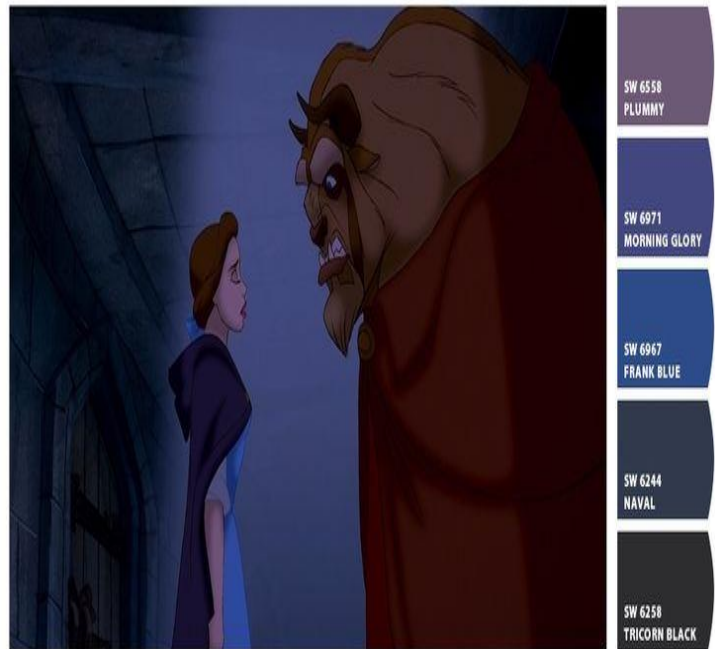 SW 6558
PLUMMY
SW 6971
MORNING GLORY
SW 6967
FRANK BLUE
SW 6244
NAVAL
SW 6258
TRICORN BLACK